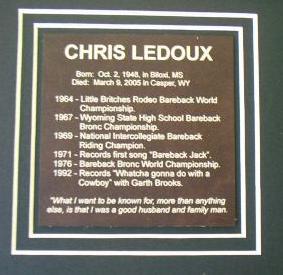 CHRIS LEDOUX
Born: Oct. 2, 1948, in Biloxi, MS
Died: March 9, 2005 in Casper, WY
1964 - Little Britches Rodeo Bareback World
Championship.
1967 - Wyoming State High School Bareback
Bronc Championship.
1969 - National Intercollegiate Bareback
Riding Champion.
1971 - Records first song "Bareback Jack".
1976 - Bareback Bronc World Championship.
1992 - Records "Whatcha gonna do with a
Cowboy" with Garth Brooks.
"What I want to be known for, more than anything
else, is that I was a good husband and family man.